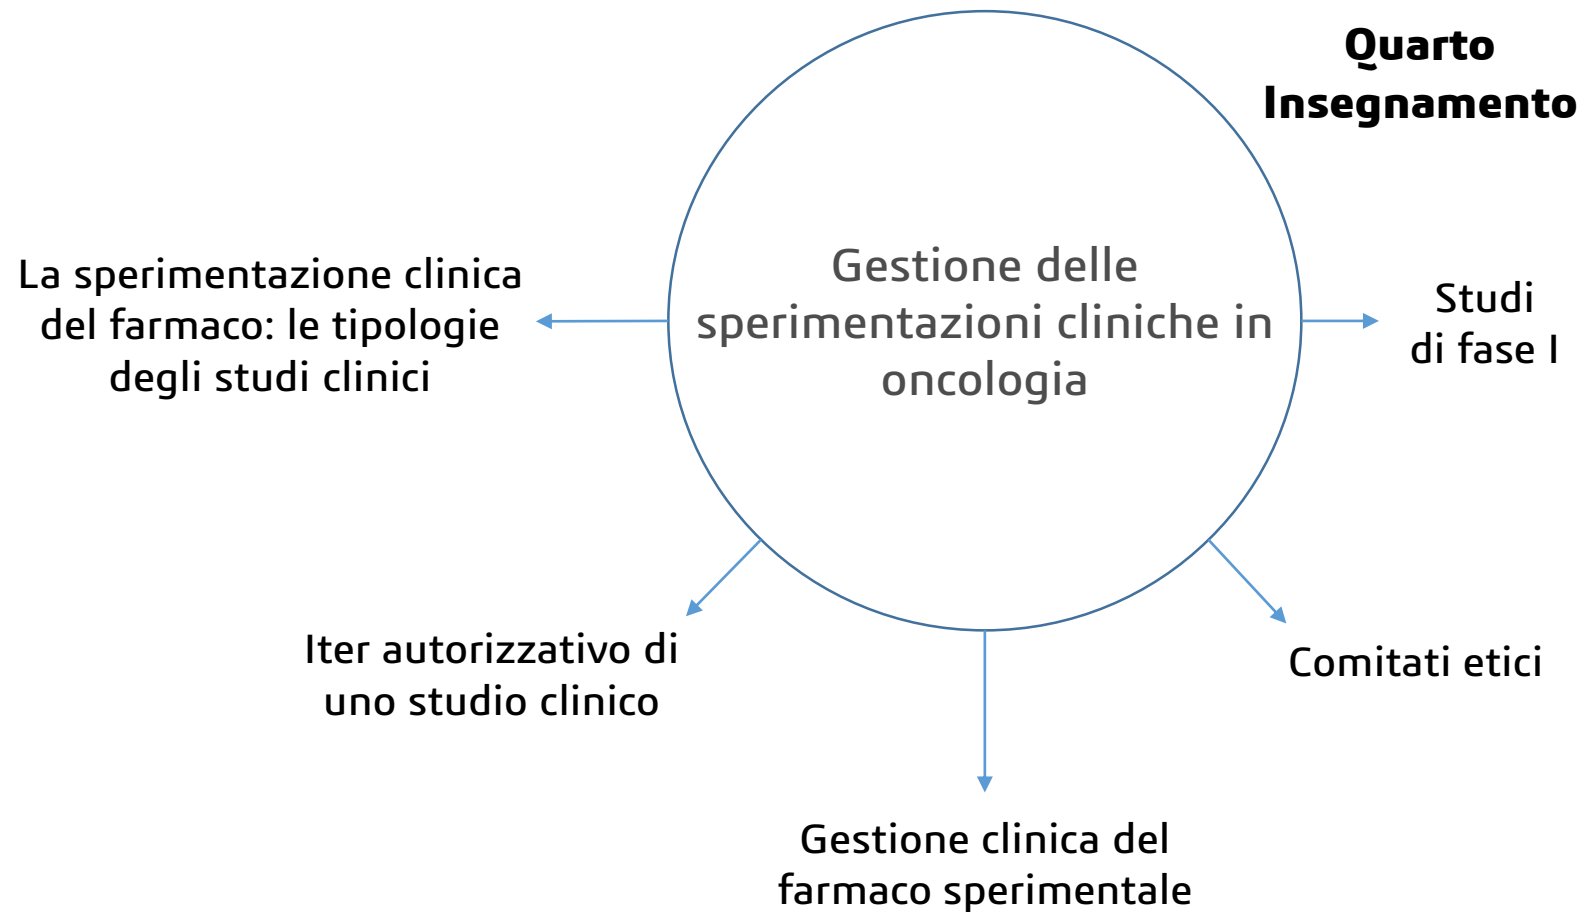 Quarto
Insegnamento
Gestione delle
sperimentazioni cliniche in
oncologia
La sperimentazione clinica
del farmaco: le tipologie
degli studi clinici
Studi
di fase I
Iter autorizzativo di
uno studio clinico
Comitati etici
Gestione clinica del
farmaco sperimentale